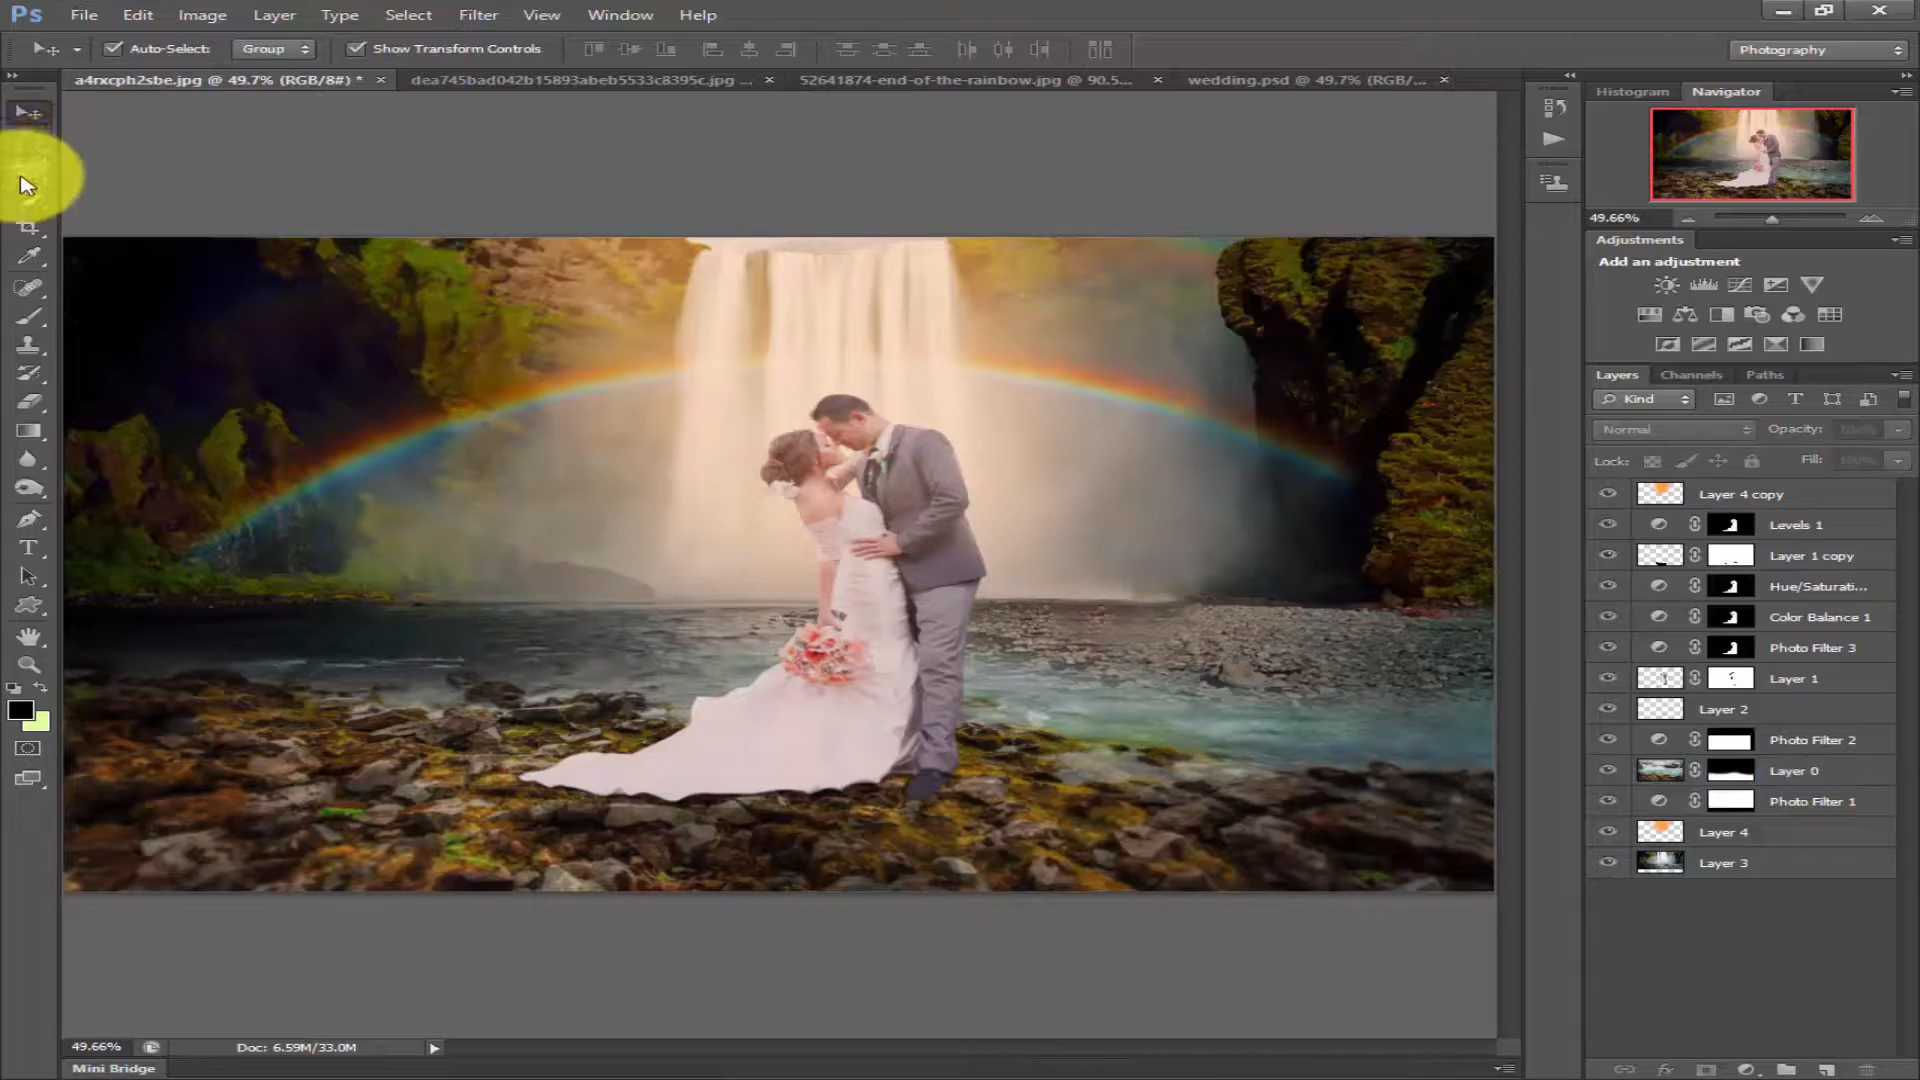 Ps File Edit Image Layer Type Select Filter View Window Help
Auto-Select: Group Show Transform Controls Photography
a4rxcph2sbe.jpg @ 49.7% (RGB/8#) * × dea745bad042b15893abeb5533c8395c.jpg ... × 52641874-end-of-the-rainbow.jpg @ 90.5... × wedding.psd @ 49.7% (RGB/... ×
Histogram Navigator
49.66%
Adjustments
Add an adjustment
Layers Channels Paths
Kind
Normal Opacity: 100%
Lock: Fill: 100%
Layer 4 copy
Levels 1
Layer 1 copy
Hue/Saturati...
Color Balance 1
Photo Filter 3
Layer 1
Layer 2
Photo Filter 2
Layer 0
Photo Filter 1
Layer 4
Layer 3
49.66% Doc: 6.59M/33.0M
Mini Bridge